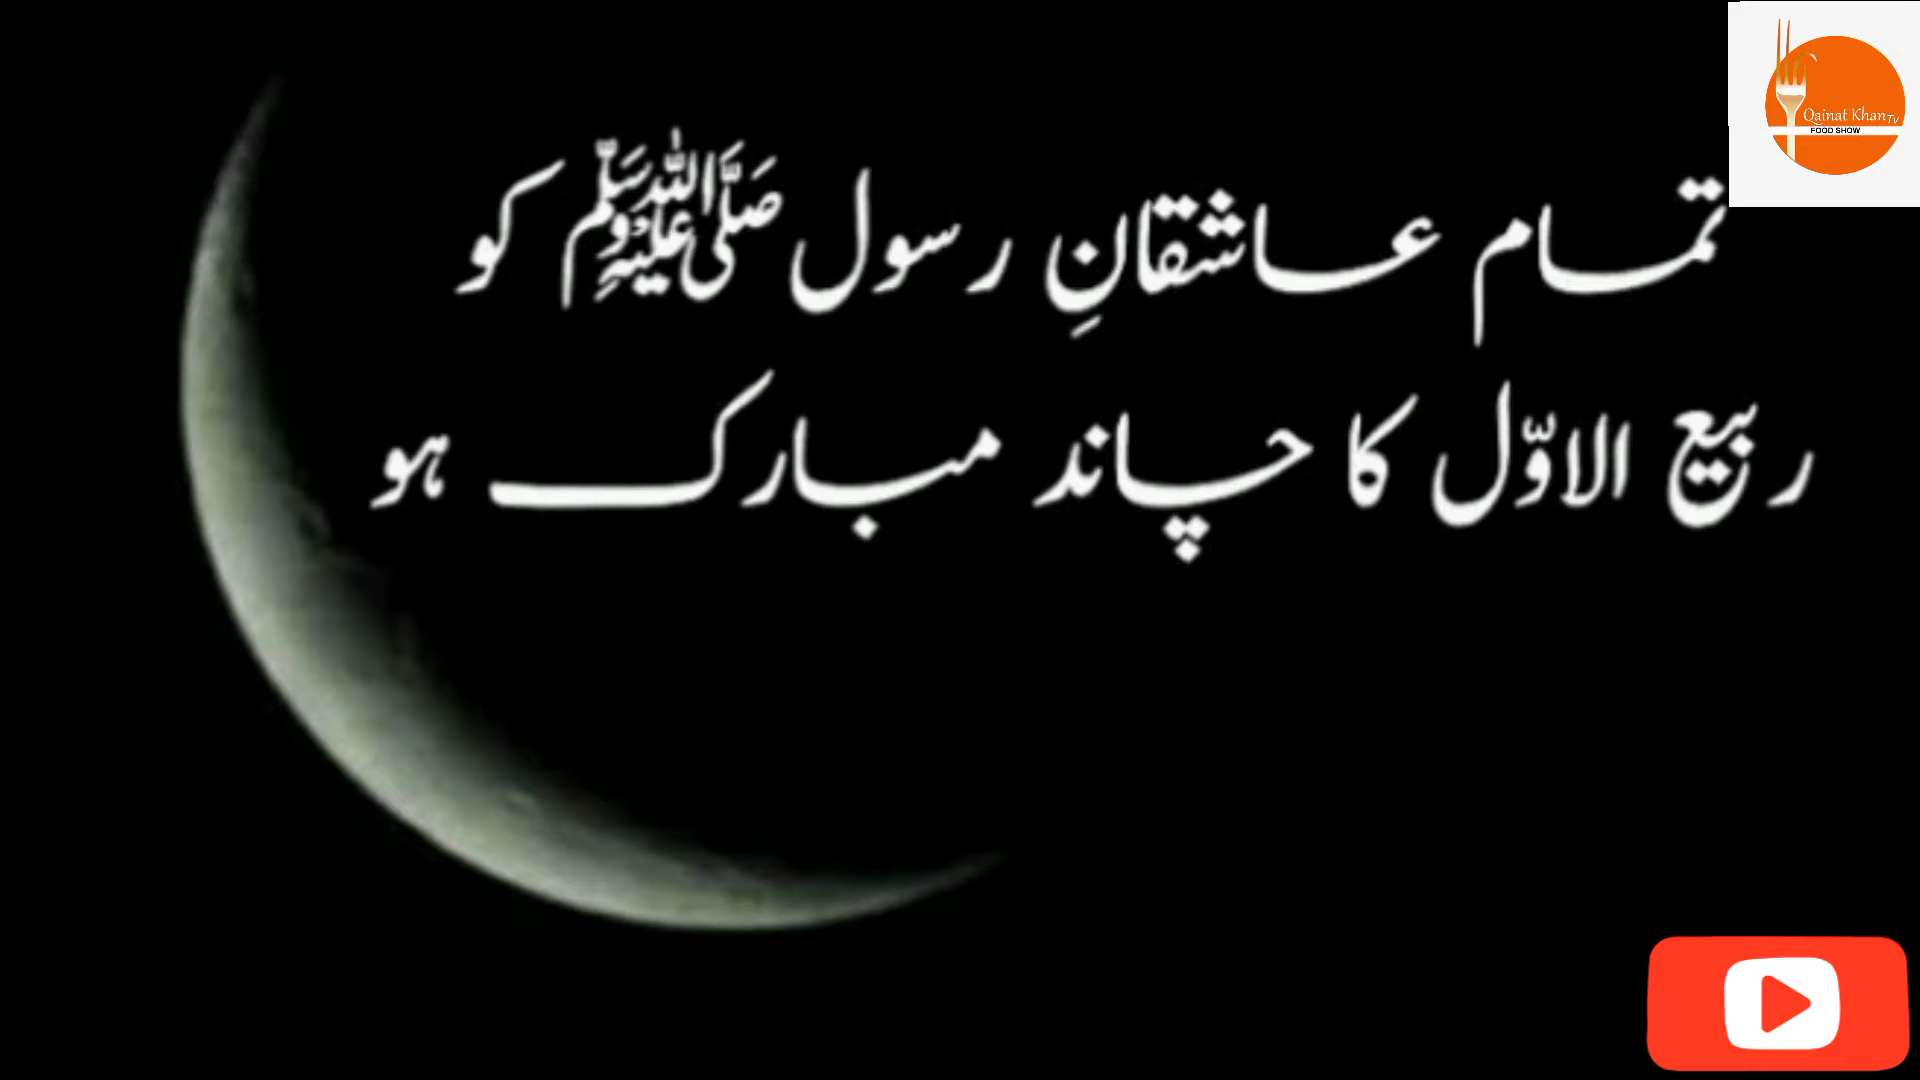 تمام عاشقانِ رسول ﷺ کو
ربیع الاوّل کا چاند مبارک ہو
Qainat Khan Tv
FOOD SHOW